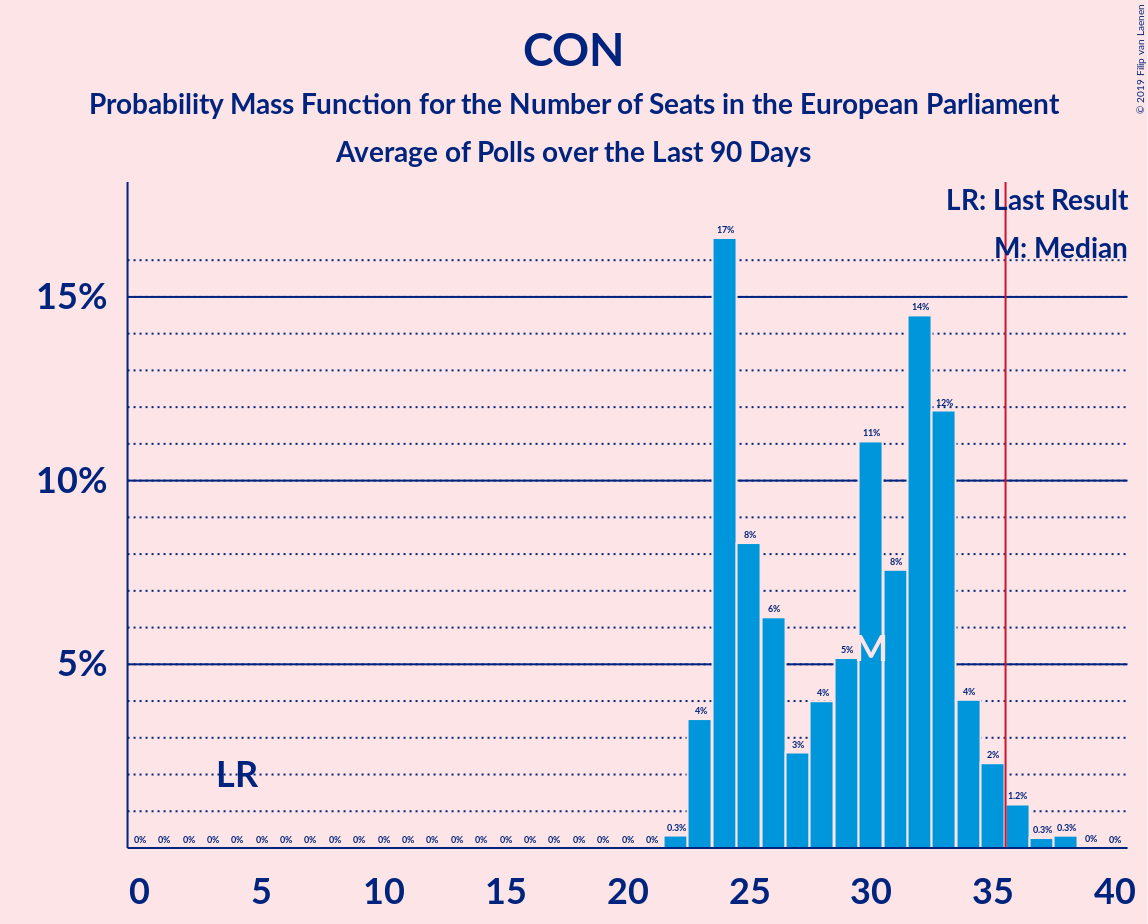 CON
Probability Mass Function for the Number of Seats in the European Parliament
Average of Polls over the Last 90 Days
© 2019 Filip van Laenen
LR: Last Result
M: Median
15%
10%
5%
17%
14%
12%
11%
8%
8%
6%
5%
M
4%
4%
4%
3%
2%
1.2%
LR
0% 0% 0% 0% 0% 0% 0% 0% 0% 0% 0% 0% 0% 0% 0% 0% 0% 0% 0% 0% 0% 0% 0.3% 0.3% 0.3% 0% 0%
0 5 10 15 20 25 30 35 40